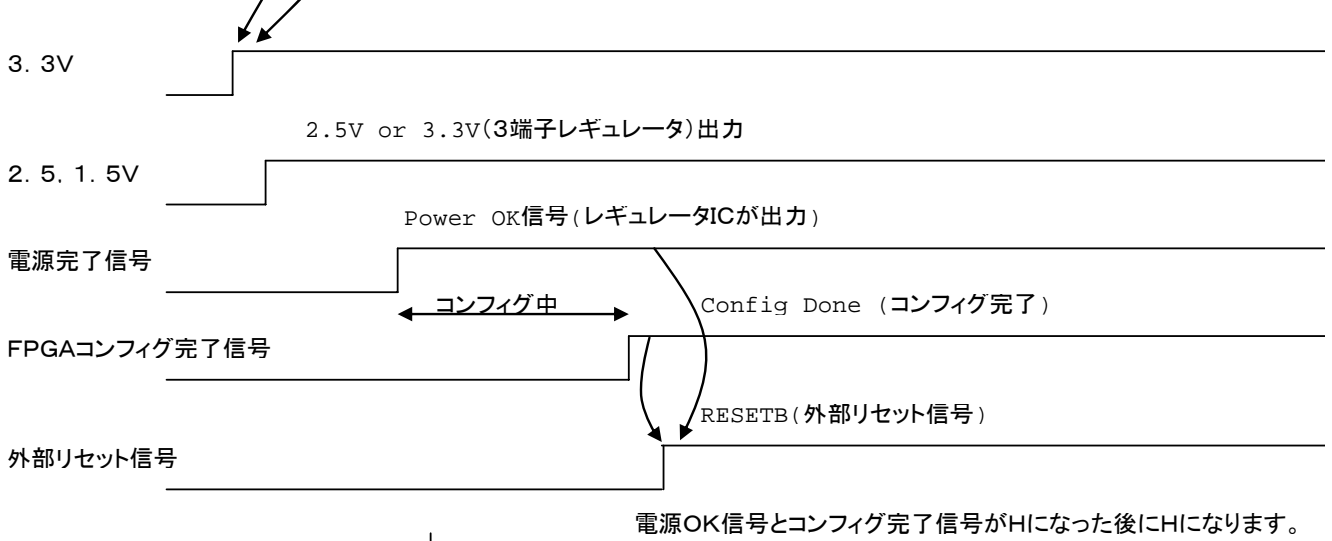 3.3V
2.5V or 3.3V(3端子レギュレータ)出力
2.5,1.5V
Power OK信号(レギュレータICが出力)
電源完了信号
コンフィグ中
Config Done (コンフィグ完了)
FPGAコンフィグ完了信号
RESETB(外部リセット信号)
外部リセット信号
電源OK信号とコンフィグ完了信号がHになった後にHになります。